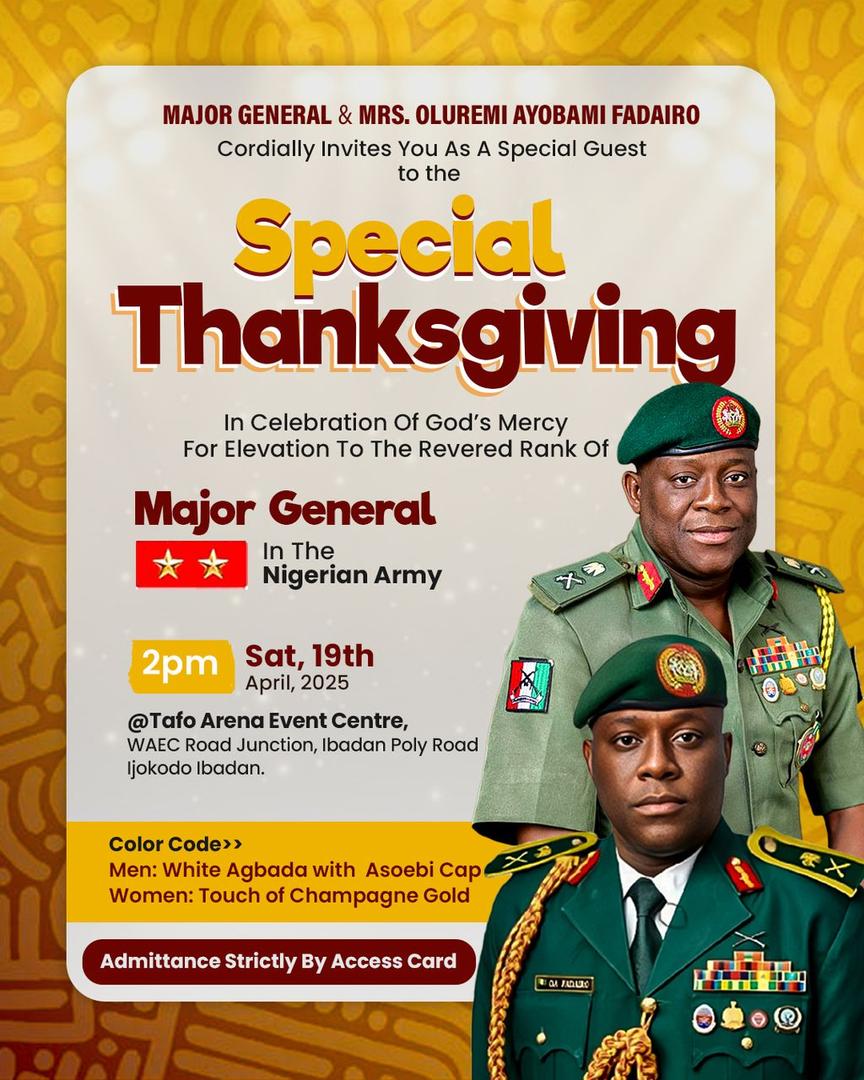 MAJOR GENERAL & MRS. OLUREMI AYOBAMI FADAIRO
Cordially Invites You As A Special Guest
to the
Special
Thanksgiving
In Celebration Of God's Mercy
For Elevation To The Revered Rank Of
Major General
In The
Nigerian Army
2pm Sat, 19th
April, 2025
@Tafo Arena Event Centre,
WAEC Road Junction, Ibadan Poly Road
Ijokodo Ibadan.
Color Code>>
Men: White Agbada with Asoebi Cap
Women: Touch of Champagne Gold
Admittance Strictly By Access Card
OA FADAIRO